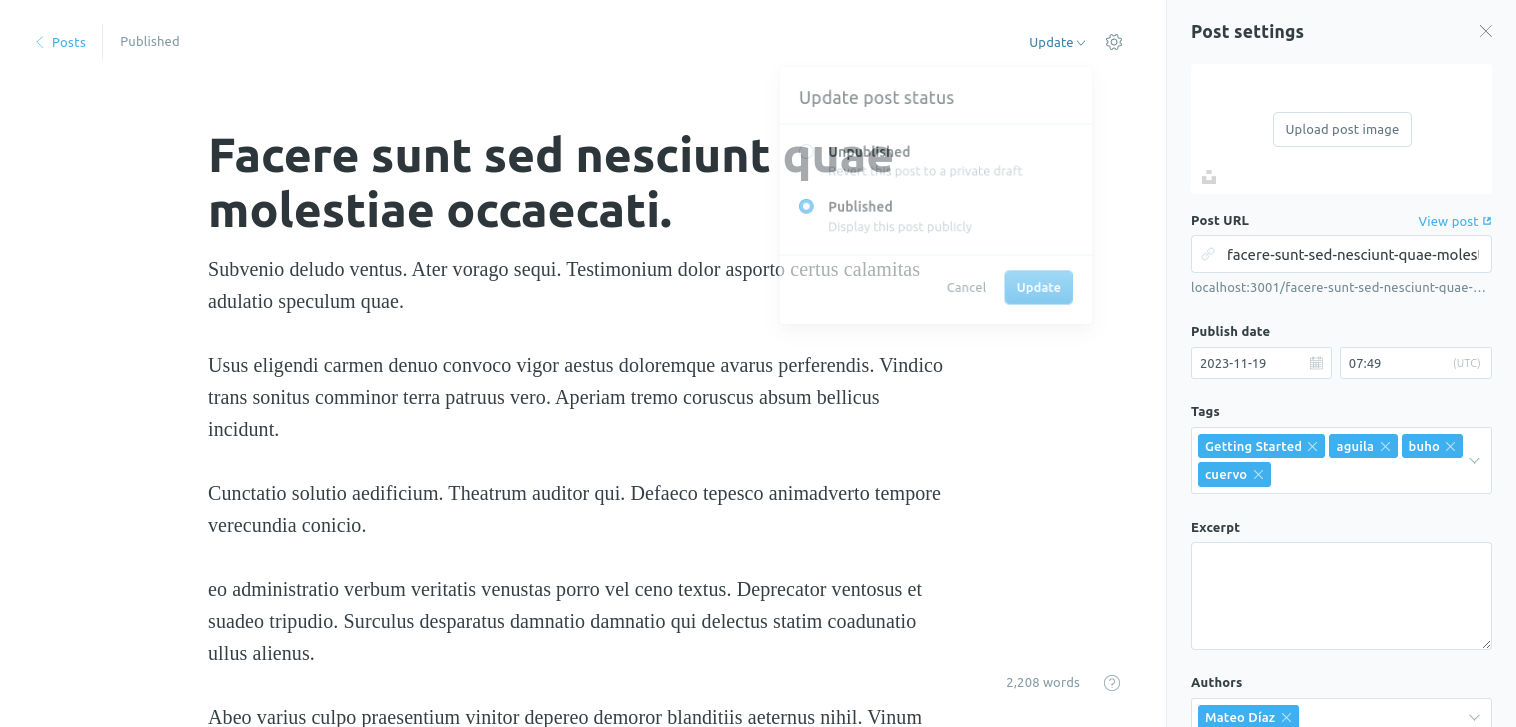 Posts
Published
Update
Update post status
Unpublished
Revert this post to a private draft
Published
Display this post publicly
Cancel
Update
Facere sunt sed nesciunt quae
molestiae occaecati.
Subvenio deludo ventus. Ater vorago sequi. Testimonium dolor asporto certus calamitas
adulatio speculum quae.
Usus eligendi carmen denuo convoco vigor aestus doloremque avarus perferendis. Vindico
trans sonitus comminor terra patruus vero. Aperiam tremo coruscus absum bellicus
incidunt.
Cunctatio solutio aedificium. Theatrum auditor qui. Defaeco tepesco animadverto tempore
verecundia conicio.
eo administratio verbum veritatis venustas porro vel ceno textus. Deprecator ventosus et
suadeo tripudio. Surculus desparatus damnatio damnatio qui delectus statim coadunatio
ullus alienus.
Abeo varius culpo praesentium vinitor depereo demoror blanditiis aeternus nihil. Vinum
2,208 words
Post settings
Upload post image
Post URL
View post
facere-sunt-sed-nesciunt-quae-molest
localhost:3001/facere-sunt-sed-nesciunt-quae-...
Publish date
2023-11-19
07:49
(UTC)
Tags
Getting Started
aguila
buho
cuervo
Excerpt
Authors
Mateo Díaz